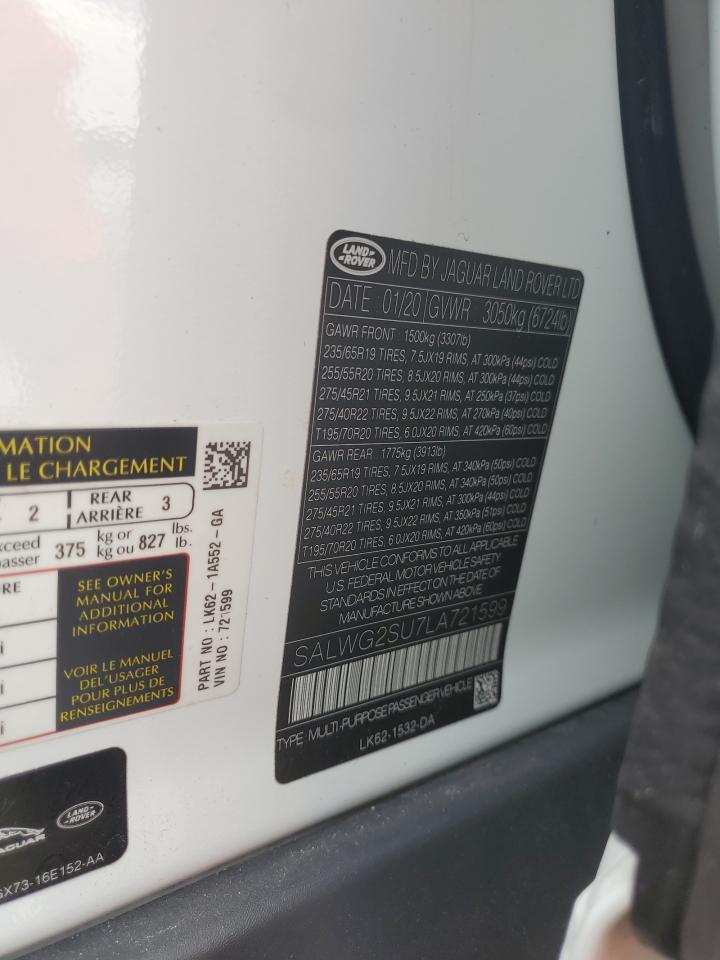 LAND ROVER
MFD BY JAGUAR LAND ROVER LTD
DATE 01/20 GVWR 3050kg (6724lb)
GAWR FRONT : 1500kg (3307lb)
235/65R19 TIRES, 7.5JX19 RIMS, AT 300kPa (44psi) COLD
255/55R20 TIRES, 8.5JX20 RIMS, AT 300kPa (44psi) COLD
275/45R21 TIRES, 9.5JX21 RIMS, AT 250kPa (37psi) COLD
275/40R22 TIRES, 9.5JX22 RIMS, AT 270kPa (40psi) COLD
T195/70R20 TIRES, 6.0JX20 RIMS, AT 420kPa (60psi) COLD
GAWR REAR : 1775kg (3913lb)
235/65R19 TIRES, 7.5JX19 RIMS, AT 340kPa (50psi) COLD
255/55R20 TIRES, 8.5JX20 RIMS, AT 340kPa (50psi) COLD
275/45R21 TIRES, 9.5JX21 RIMS, AT 300kPa (44psi) COLD
275/40R22 TIRES, 9.5JX22 RIMS, AT 350kPa (51psi) COLD
T195/70R20 TIRES, 6.0JX20 RIMS, AT 420kPa (60psi) COLD
THIS VEHICLE CONFORMS TO ALL APPLICABLE
U.S. FEDERAL MOTOR VEHICLE SAFETY
STANDARDS IN EFFECT ON THE DATE OF
MANUFACTURE SHOWN ABOVE
SALWG2SU7LA721599
TYPE MULTI-PURPOSE PASSENGER VEHICLE
LK62-1532-DA
RMATION
LE CHARGEMENT
2 REAR ARRIÈRE 3
xceed 375 kg or 827 lbs.
passer kg ou lb.
RE
i
i
i
SEE OWNER'S
MANUAL FOR
ADDITIONAL
INFORMATION
VOIR LE MANUEL
DEL'USAGER
POUR PLUS DE
RENSEIGNEMENTS
PART NO : LK62 - 1A552 - GA
VIN NO : 721599
JAGUAR
LAND ROVER
X73-16E152-AA